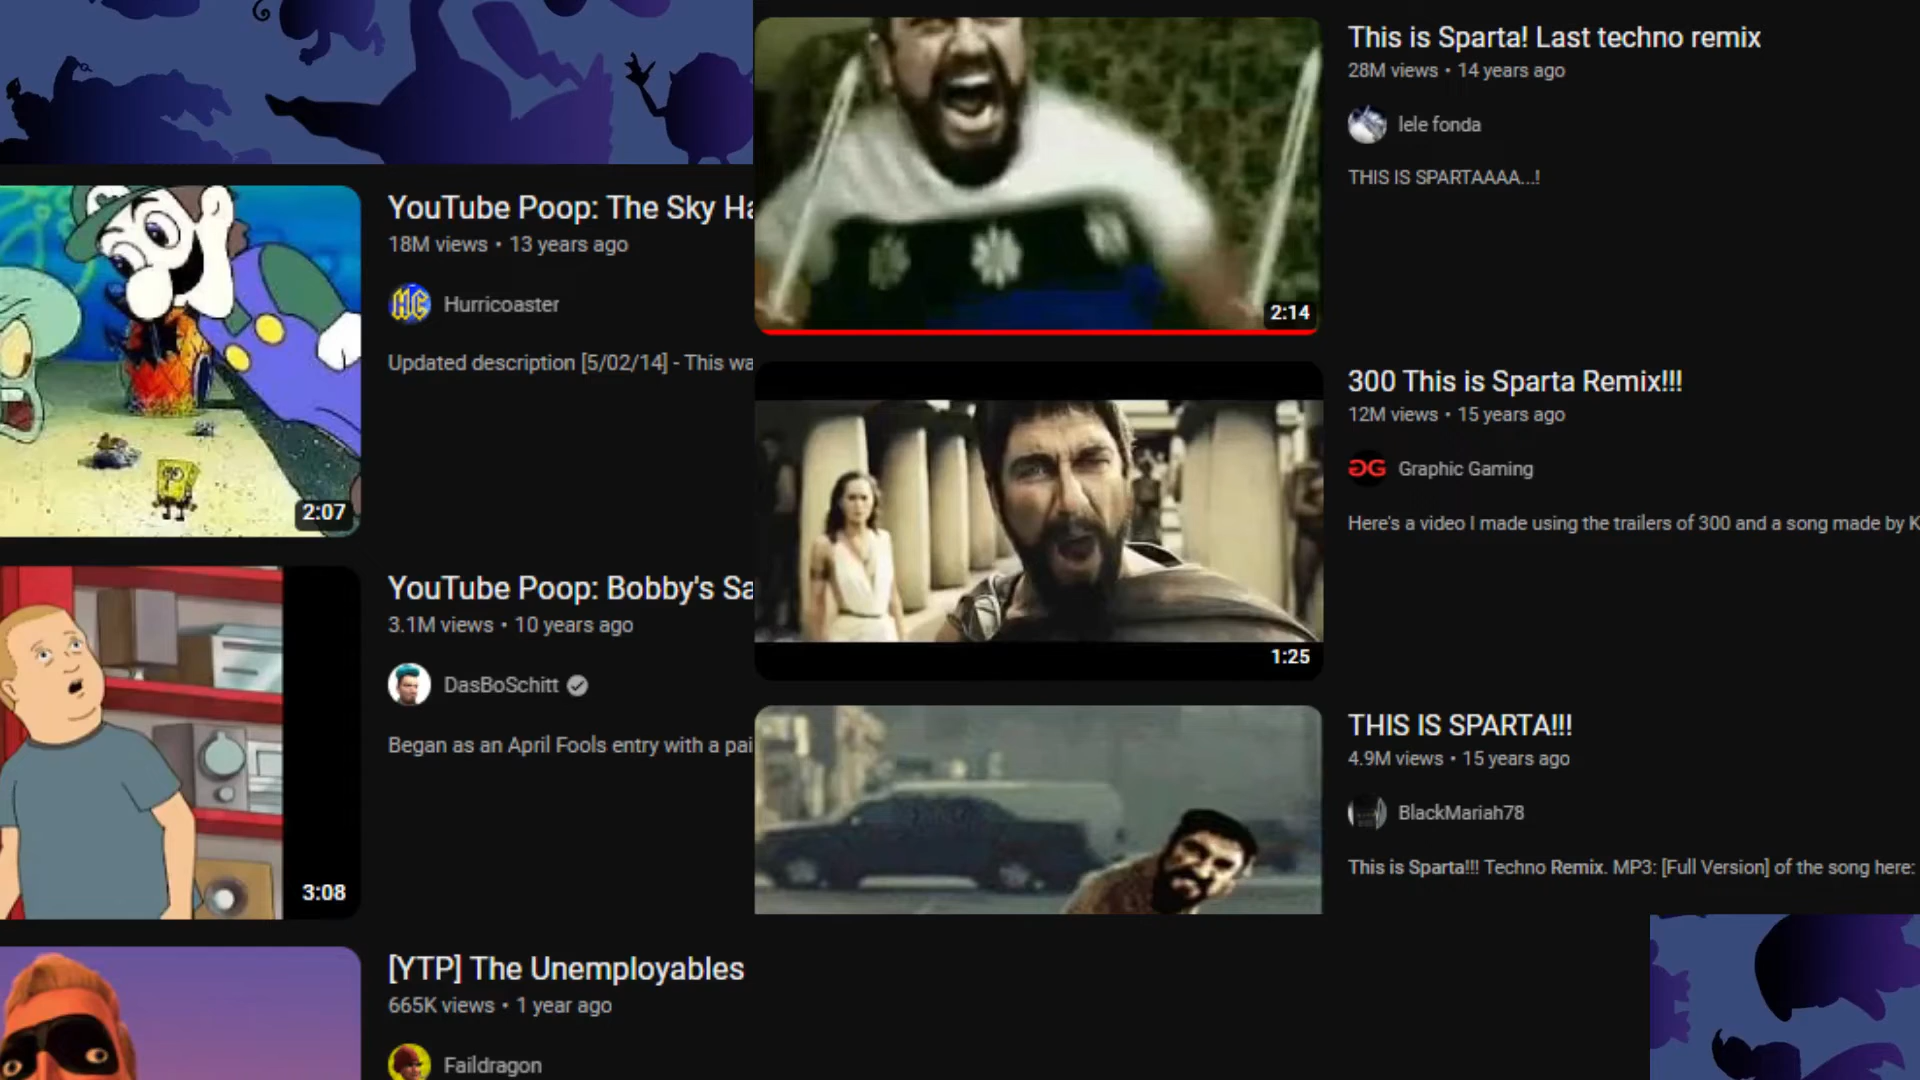 YouTube Poop: The Sky Ha
18M views • 13 years ago
HC
Hurricoaster
Updated description [5/02/14] - This wa
2:07
YouTube Poop: Bobby's Sa
3.1M views • 10 years ago
DasBoSchitt
Began as an April Fools entry with a pai
3:08
[YTP] The Unemployables
665K views • 1 year ago
Faildragon
This is Sparta! Last techno remix
28M views • 14 years ago
lele fonda
THIS IS SPARTAAAA...!
2:14
300 This is Sparta Remix!!!
12M views • 15 years ago
GG
Graphic Gaming
Here's a video I made using the trailers of 300 and a song made by K
1:25
THIS IS SPARTA!!!
4.9M views • 15 years ago
BlackMariah78
This is Sparta!!! Techno Remix. MP3: [Full Version] of the song here: